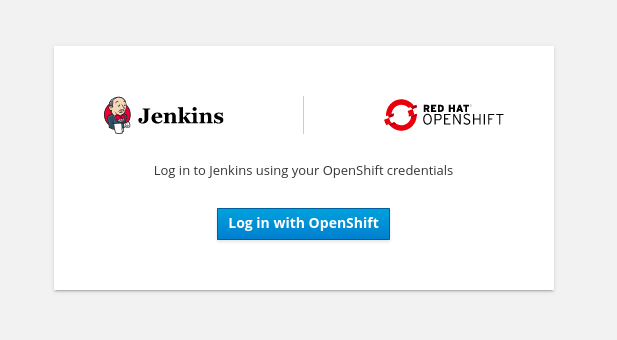 Jenkins
RED HAT
OPENSHIFT
Log in to Jenkins using your OpenShift credentials
Log in with OpenShift